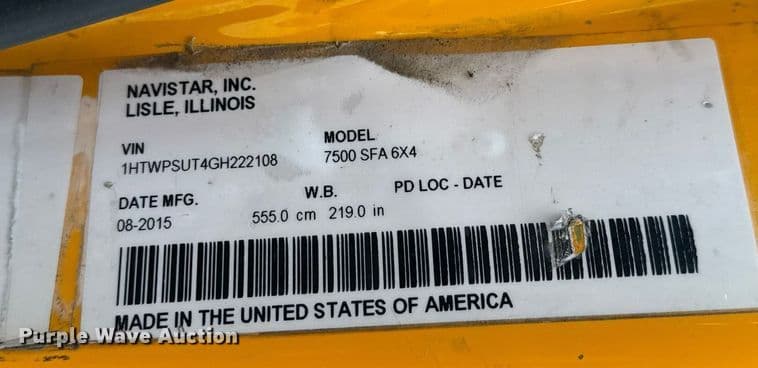 NAVISTAR, INC.
LISLE, ILLINOIS
VIN MODEL
1HTWPSUT4GH222108 7500 SFA 6X4
DATE MFG. W.B. PD LOC - DATE
08-2015 555.0 cm 219.0 in
MADE IN THE UNITED STATES OF AMERICA
Purple Wave Auction